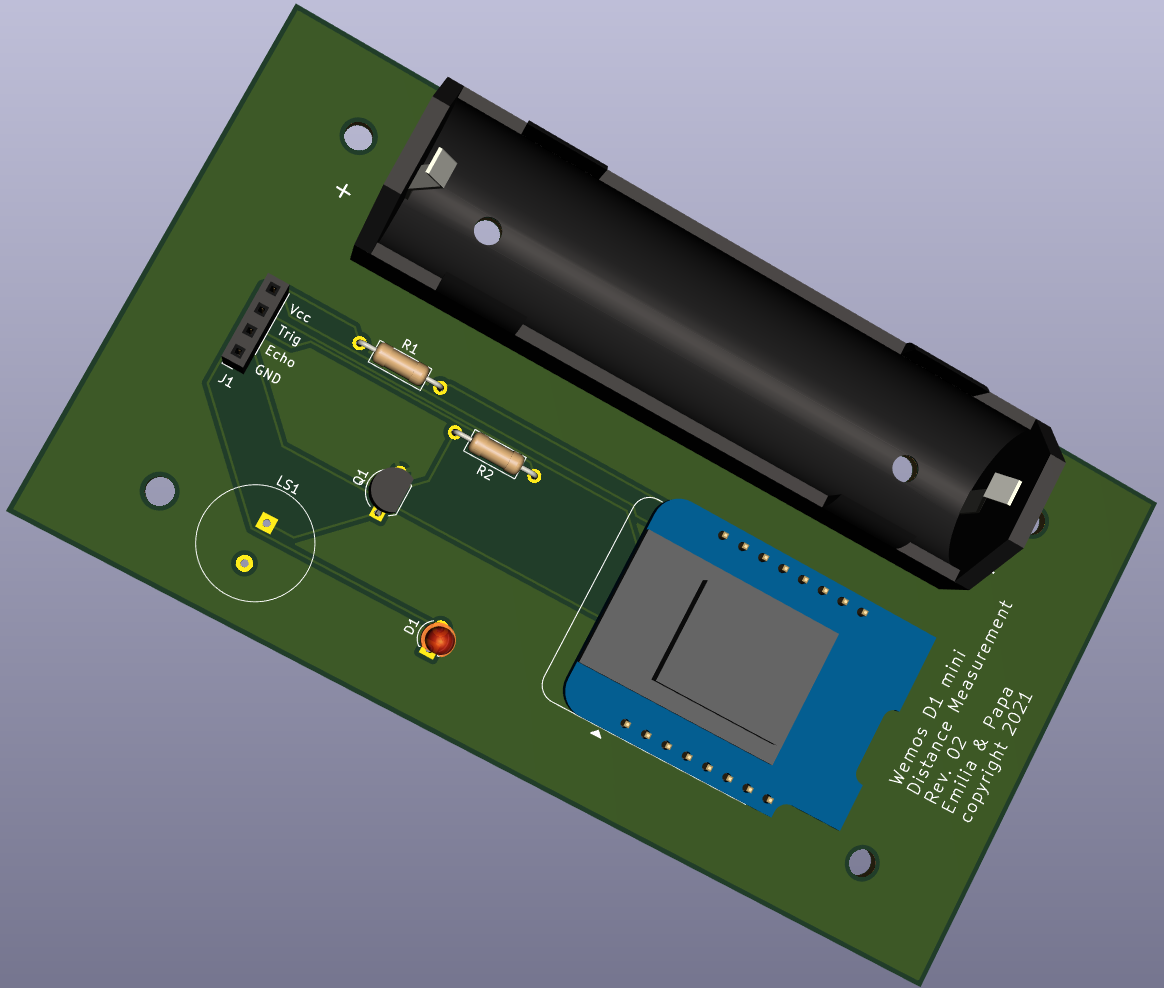 +
Vcc
Trig
Echo
GND
J1
R1
R2
Q1
LS1
D1
Wemos D1 mini
Distance Measurement
Rev. 02
Emilia & Papa
copyright 2021